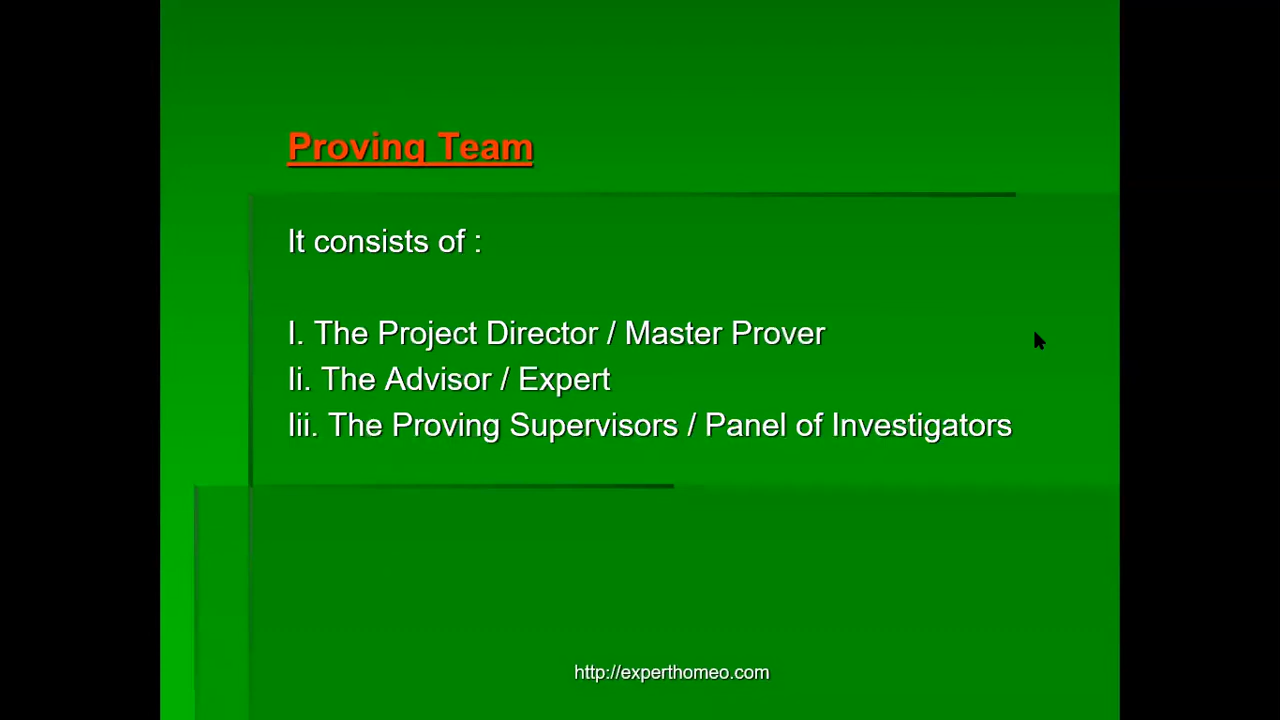 Proving Team
It consists of :
I. The Project Director / Master Prover
Ii. The Advisor / Expert
Iii. The Proving Supervisors / Panel of Investigators
http://experthomeo.com